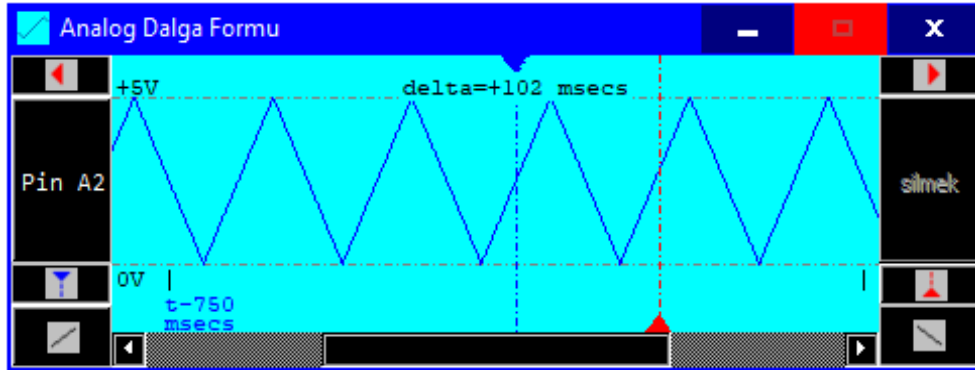 Analog Dalga Formu
+5V
delta=+102 msecs
Pin A2
silmek
0V
t-750
msecs